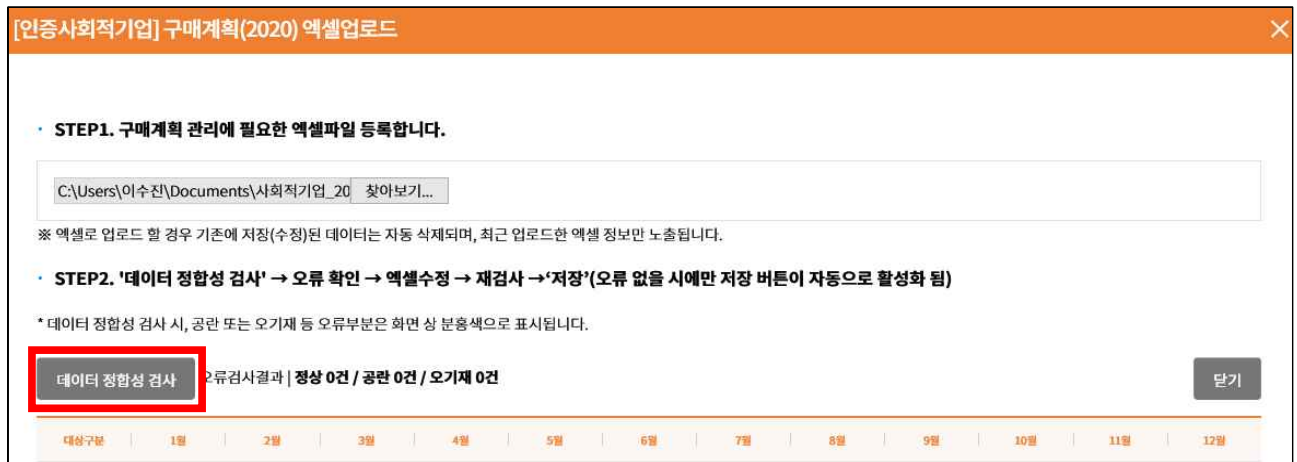 [인증사회적기업] 구매계획(2020) 엑셀업로드
· STEP1. 구매계획 관리에 필요한 엑셀파일 등록합니다.
C:\Users\이수진\Documents\사회적기업_20 찾아보기...
※ 엑셀로 업로드 할 경우 기존에 저장(수정)된 데이터는 자동 삭제되며, 최근 업로드한 엑셀 정보만 노출됩니다.
· STEP2. '데이터 정합성 검사' → 오류 확인 → 엑셀수정 → 재검사 →‘저장’(오류 없을 시에만 저장 버튼이 자동으로 활성화 됨)
* 데이터 정합성 검사 시, 공란 또는 오기재 등 오류부분은 화면 상 분홍색으로 표시됩니다.
데이터 정합성 검사 오류검사결과 | 정상 0건 / 공란 0건 / 오기재 0건 닫기
대상구분 1월 2월 3월 4월 5월 6월 7월 8월 9월 10월 11월 12월